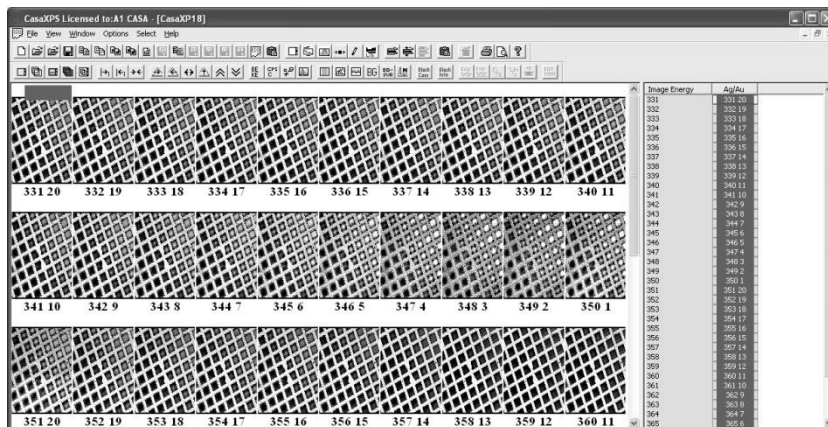 CasaXPS Licensed to:A1 CASA - [CasaXP18]
File View Window Options Select Help
BG
Image Energy Ag/Au
331 331 20
332 332 19
333 333 18
334 334 17
335 335 16
336 336 15
337 337 14
338 338 13
339 339 12
340 340 11
341 341 10
342 342 9
343 343 8
344 344 7
345 345 6
346 346 5
347 347 4
348 348 3
349 349 2
350 350 1
351 351 20
352 352 19
353 353 18
354 354 17
355 355 16
356 356 15
357 357 14
358 358 13
359 359 12
360 360 11
361 361 10
362 362 9
363 363 8
364 364 7
365 365 6
331 20 332 19 333 18 334 17 335 16 336 15 337 14 338 13 339 12 340 11
341 10 342 9 343 8 344 7 345 6 346 5 347 4 348 3 349 2 350 1
351 20 352 19 353 18 354 17 355 16 356 15 357 14 358 13 359 12 360 11